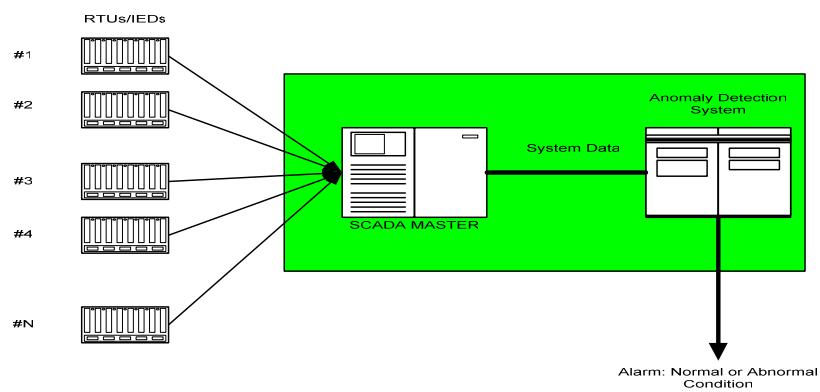 RTUs/IEDs
#1
#2
#3
#4
#N
SCADA MASTER
System Data
Anomaly Detection
System
Alarm: Normal or Abnormal
Condition